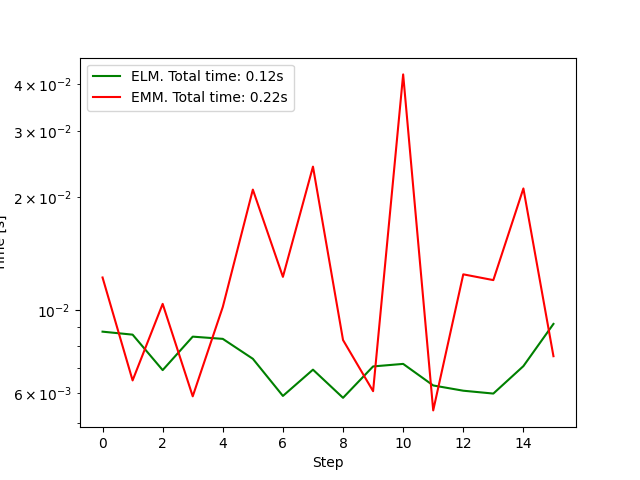 ELM. Total time: 0.12s
EMM. Total time: 0.22s
4 × 10⁻²
3 × 10⁻²
2 × 10⁻²
10⁻²
6 × 10⁻³
Time [s]
0 2 4 6 8 10 12 14
Step